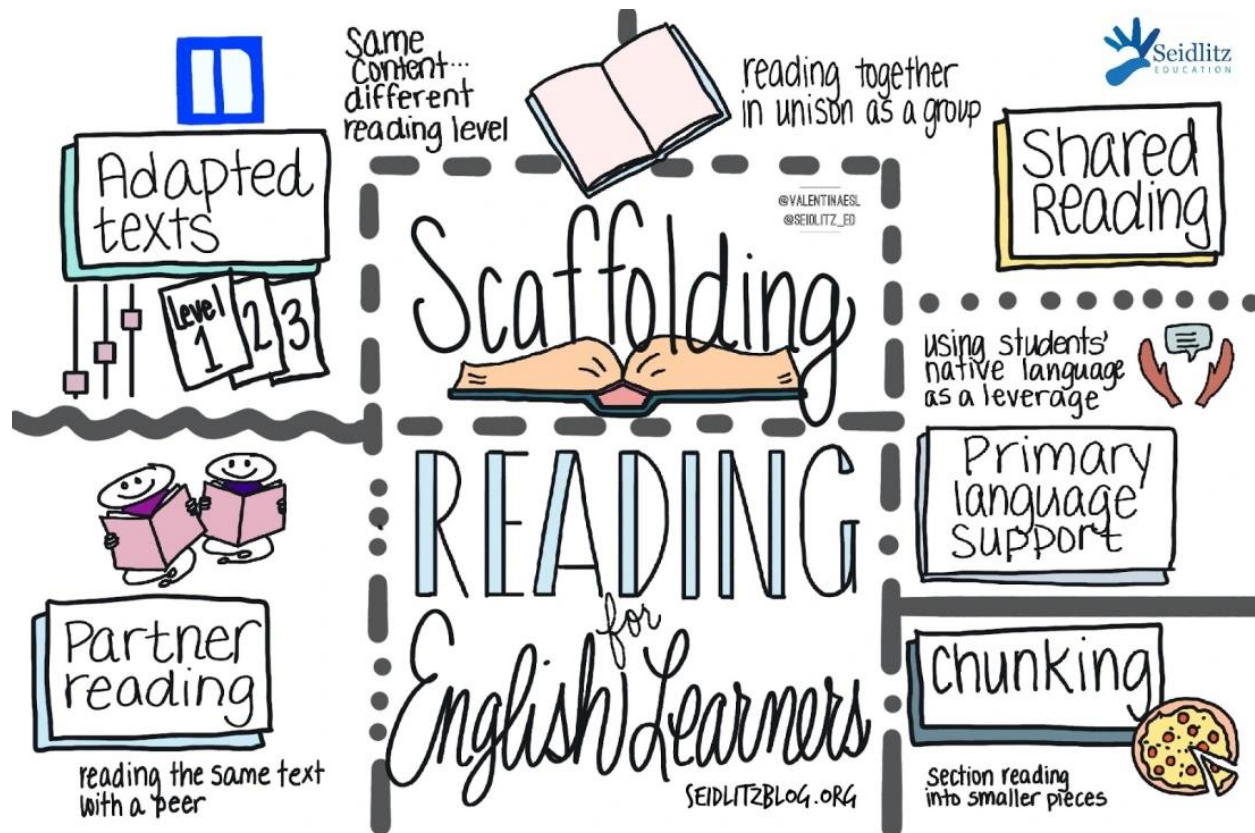 Same
Content...
different
reading level
Adapted
texts
Level
1
2
3
reading together
in unison as a group
Seidlitz
EDUCATION
Shared
Reading
@VALENTINAESL
@SEIDLITZ_ED
Scaffolding
READING
for
English Learners
SEIDLITZBLOG.ORG
using students'
native language
as a leverage
Primary
language
support
Partner
reading
reading the same text
with a peer
Chunking
section reading
into smaller pieces